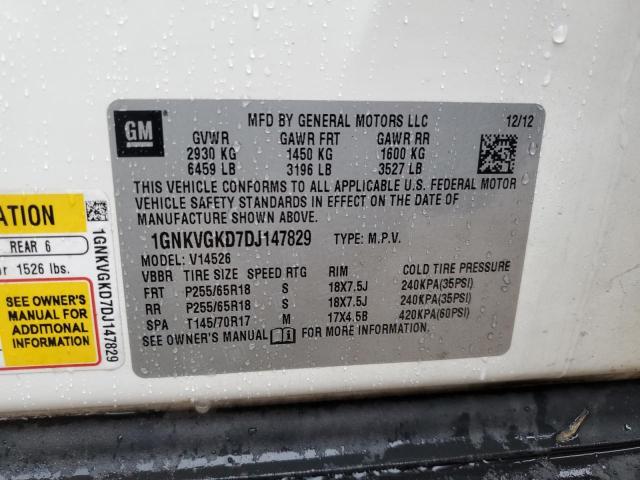 GM
MFD BY GENERAL MOTORS LLC 12/12
GVWR GAWR FRT GAWR RR
2930 KG 1450 KG 1600 KG
6459 LB 3196 LB 3527 LB
THIS VEHICLE CONFORMS TO ALL APPLICABLE U.S. FEDERAL MOTOR
VEHICLE SAFETY STANDARDS IN EFFECT ON THE DATE OF
MANUFACTURE SHOWN ABOVE.
1GNKVGKD7DJ147829 TYPE: M.P.V.
MODEL: V14526
VBBR TIRE SIZE SPEED RTG RIM COLD TIRE PRESSURE
FRT P255/65R18 S 18X7.5J 240KPA(35PSI)
RR P255/65R18 S 18X7.5J 240KPA(35PSI)
SPA T145/70R17 M 17X4.5B 420KPA(60PSI)
SEE OWNER'S MANUAL FOR MORE INFORMATION.
ATION
REAR 6
or 1526 lbs.
SEE OWNER'S
MANUAL FOR
ADDITIONAL
INFORMATION
1GNKVGKD7DJ147829